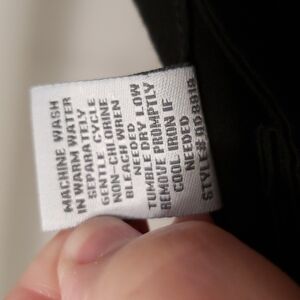 MACHINE WASH
IN WARM WATER
SEPARATELY
GENTLE CYCLE
NON-CHLORINE
BLEACH WHEN
NEEDED
TUMBLE DRY LOW
REMOVE PROMPTLY
COOL IRON IF
NEEDED
STYLE#